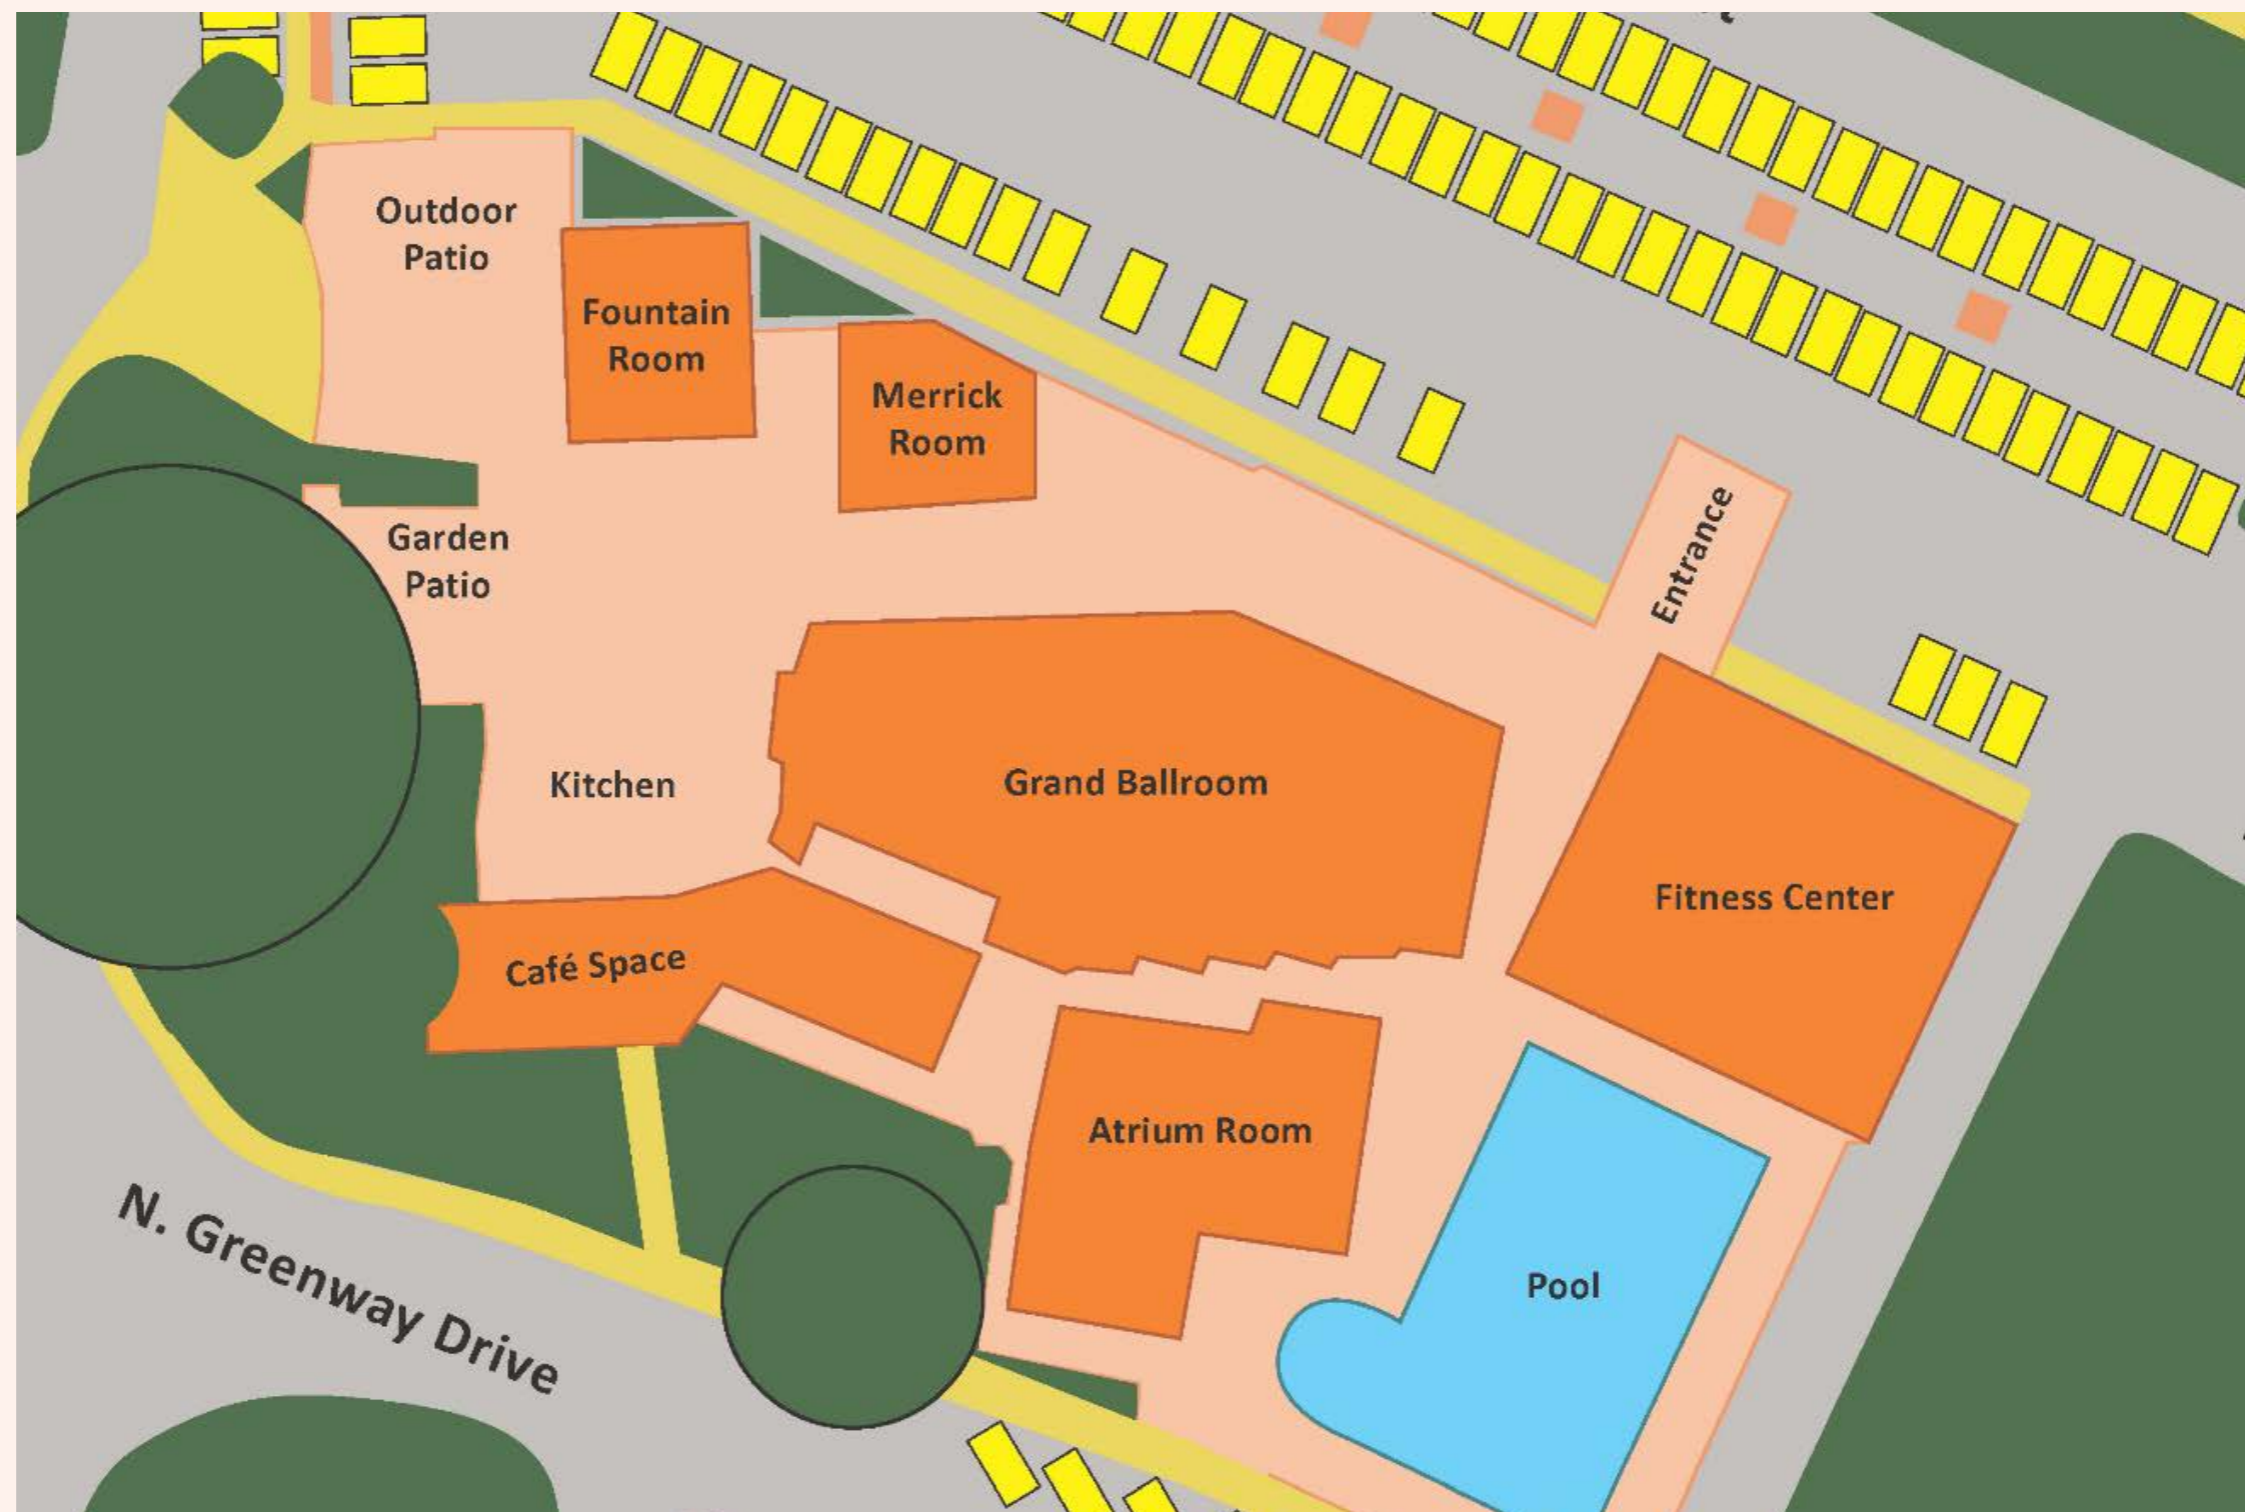 Outdoor
Patio
Fountain
Room
Merrick
Room
Entrance
Garden
Patio
Kitchen
Grand Ballroom
Fitness Center
Café Space
Atrium Room
Pool
N. Greenway Drive